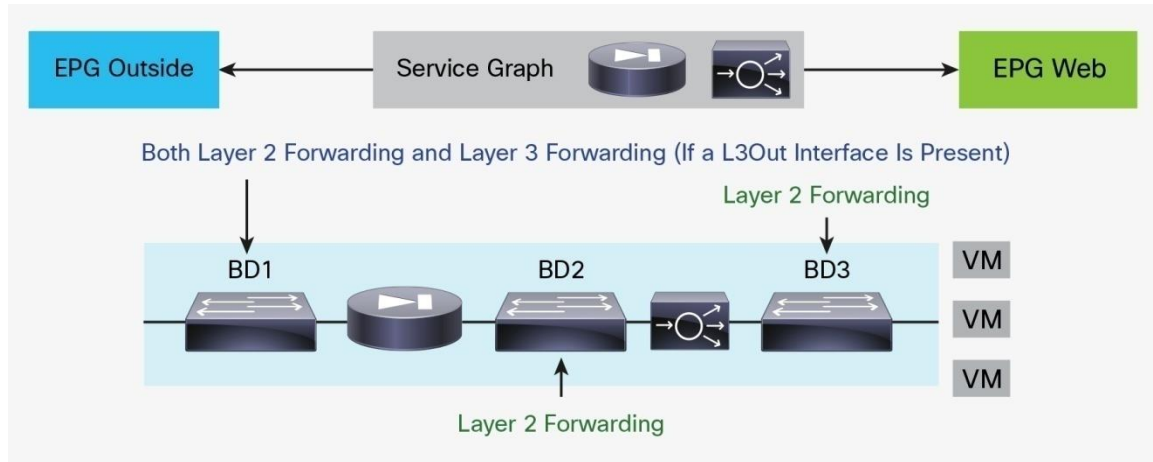 EPG Outside
Service Graph
EPG Web
Both Layer 2 Forwarding and Layer 3 Forwarding (If a L3Out Interface Is Present)
Layer 2 Forwarding
BD1
BD2
BD3
VM
VM
VM
Layer 2 Forwarding